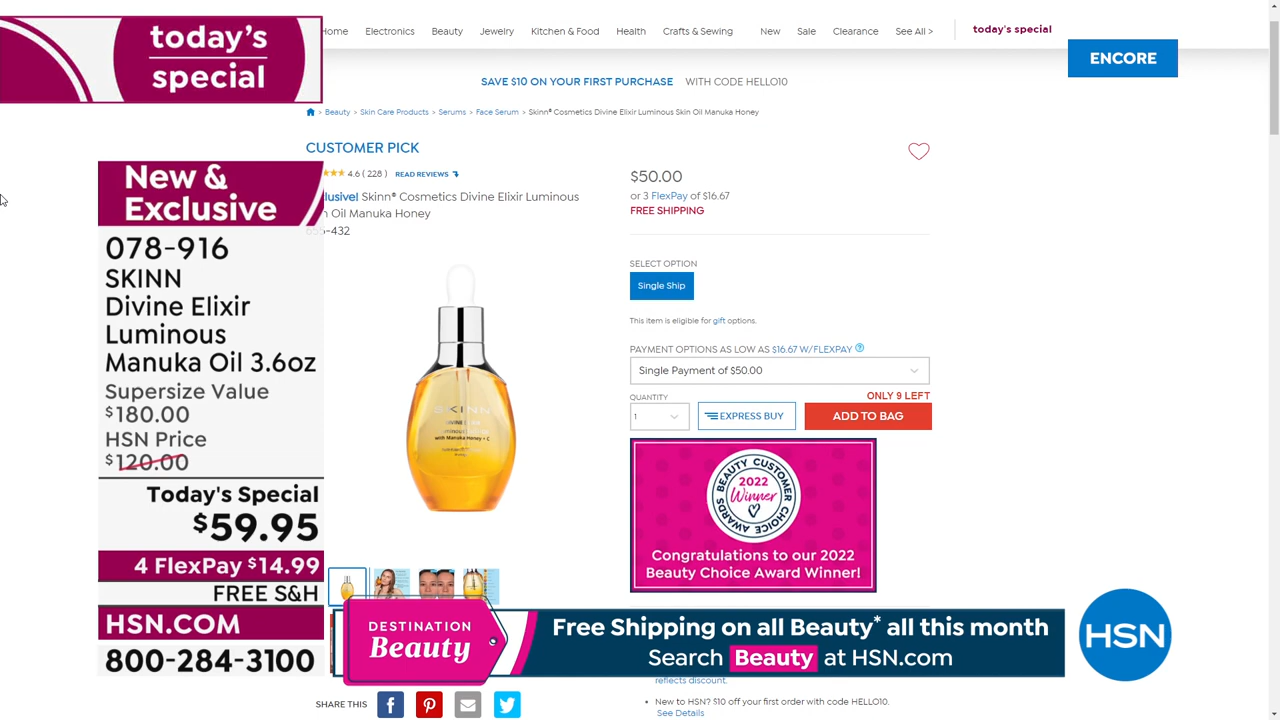 today's
special
Home Electronics Beauty Jewelry Kitchen & Food Health Crafts & Sewing New Sale Clearance See All > today's special
ENCORE
SAVE $10 ON YOUR FIRST PURCHASE WITH CODE HELLO10
> Beauty > Skin Care Products > Serums > Face Serum > Skinn® Cosmetics Divine Elixir Luminous Skin Oil Manuka Honey
CUSTOMER PICK
4.6 ( 228 ) READ REVIEWS
lusive! Skinn® Cosmetics Divine Elixir Luminous
Oil Manuka Honey
-432
New &
Exclusive
078-916
SKINN
Divine Elixir
Luminous
Manuka Oil 3.6oz
Supersize Value
$180.00
HSN Price
$120.00
Today's Special
$59.95
4 FlexPay $14.99
FREE S&H
HSN.COM
800-284-3100
SKINN
with Manuka Honey + C
$50.00
or 3 FlexPay of $16.67
FREE SHIPPING
SELECT OPTION
Single Ship
This item is eligible for gift options.
PAYMENT OPTIONS AS LOW AS $16.67 W/FLEXPAY
Single Payment of $50.00
QUANTITY ONLY 9 LEFT
1 EXPRESS BUY ADD TO BAG
BEAUTY CUSTOMER CHOICE AWARDS
2022
Winner
Congratulations to our 2022
Beauty Choice Award Winner!
DESTINATION
Beauty
Free Shipping on all Beauty* all this month
Search Beauty at HSN.com
HSN
reflects discount.
SHARE THIS
• New to HSN? $10 off your first order with code HELLO10.
See Details